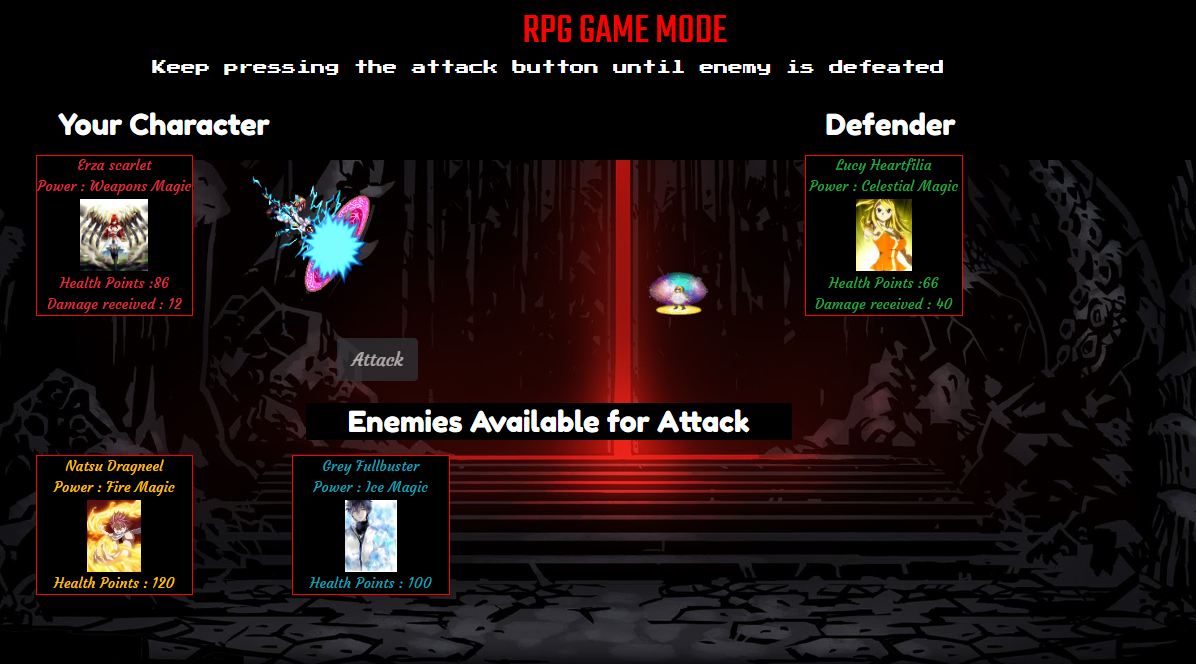 RPG GAME MODE
Keep pressing the attack button until enemy is defeated
Your Character
Defender
Erza scarlet
Power : Weapons Magic
Health Points :86
Damage received : 12
Lucy Heartfilia
Power : Celestial Magic
Health Points :66
Damage received : 40
Attack
Enemies Available for Attack
Natsu Dragneel
Power : Fire Magic
Health Points : 120
Grey Fullbuster
Power : Ice Magic
Health Points : 100